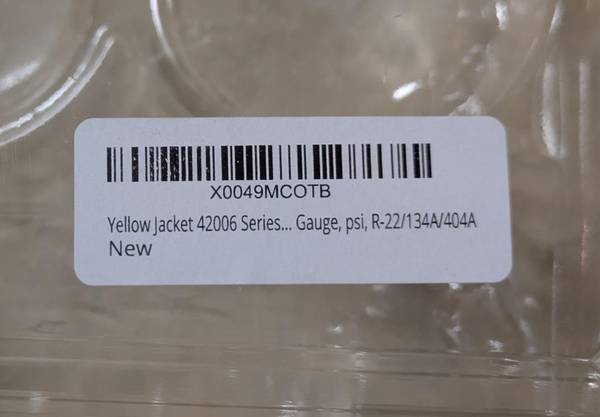 X0049MCOTB
Yellow Jacket 42006 Series... Gauge, psi, R-22/134A/404A
New